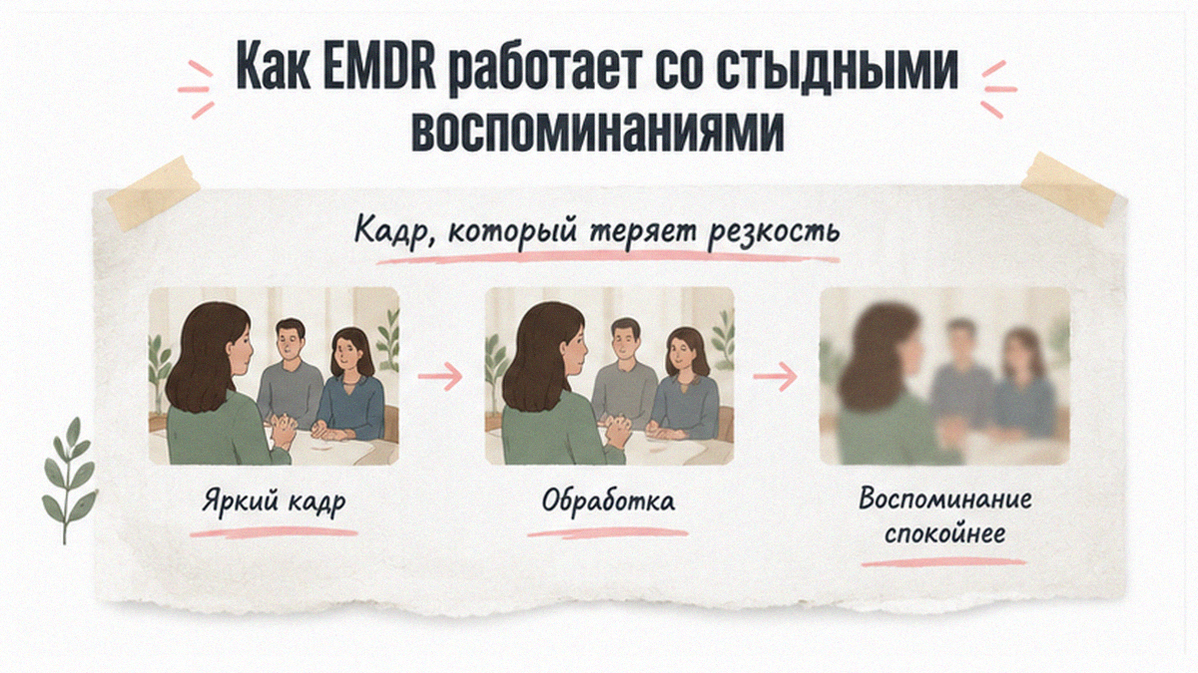 Как EMDR работает со стыдными
воспоминаниями
Кадр, который теряет резкость
Яркий кадр
Обработка
Воспоминание
спокойнее